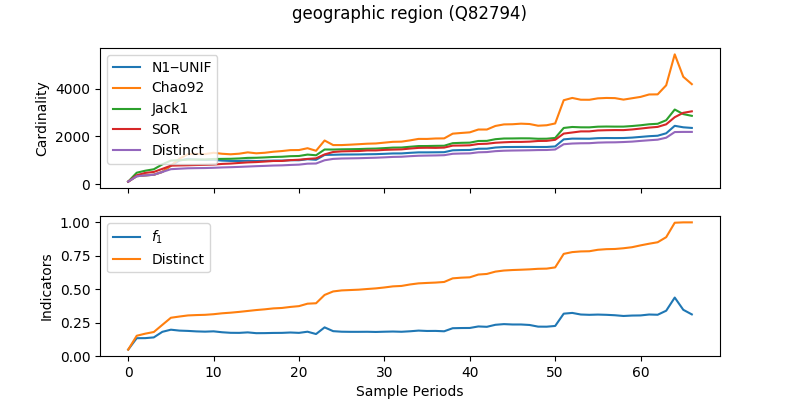 geographic region (Q82794)
Cardinality
4000
2000
0
N1−UNIF
Chao92
Jack1
SOR
Distinct
Indicators
1.00
0.75
0.50
0.25
0.00
f1
Distinct
0 10 20 30 40 50 60
Sample Periods